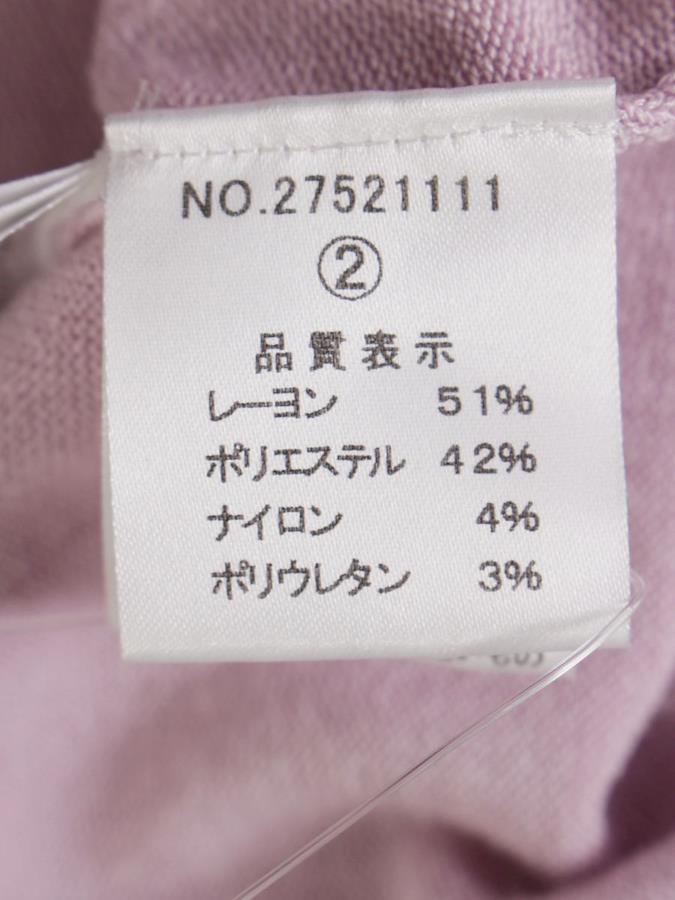 NO.27521111
②
品質表示
レーヨン 51%
ポリエステル 42%
ナイロン 4%
ポリウレタン 3%